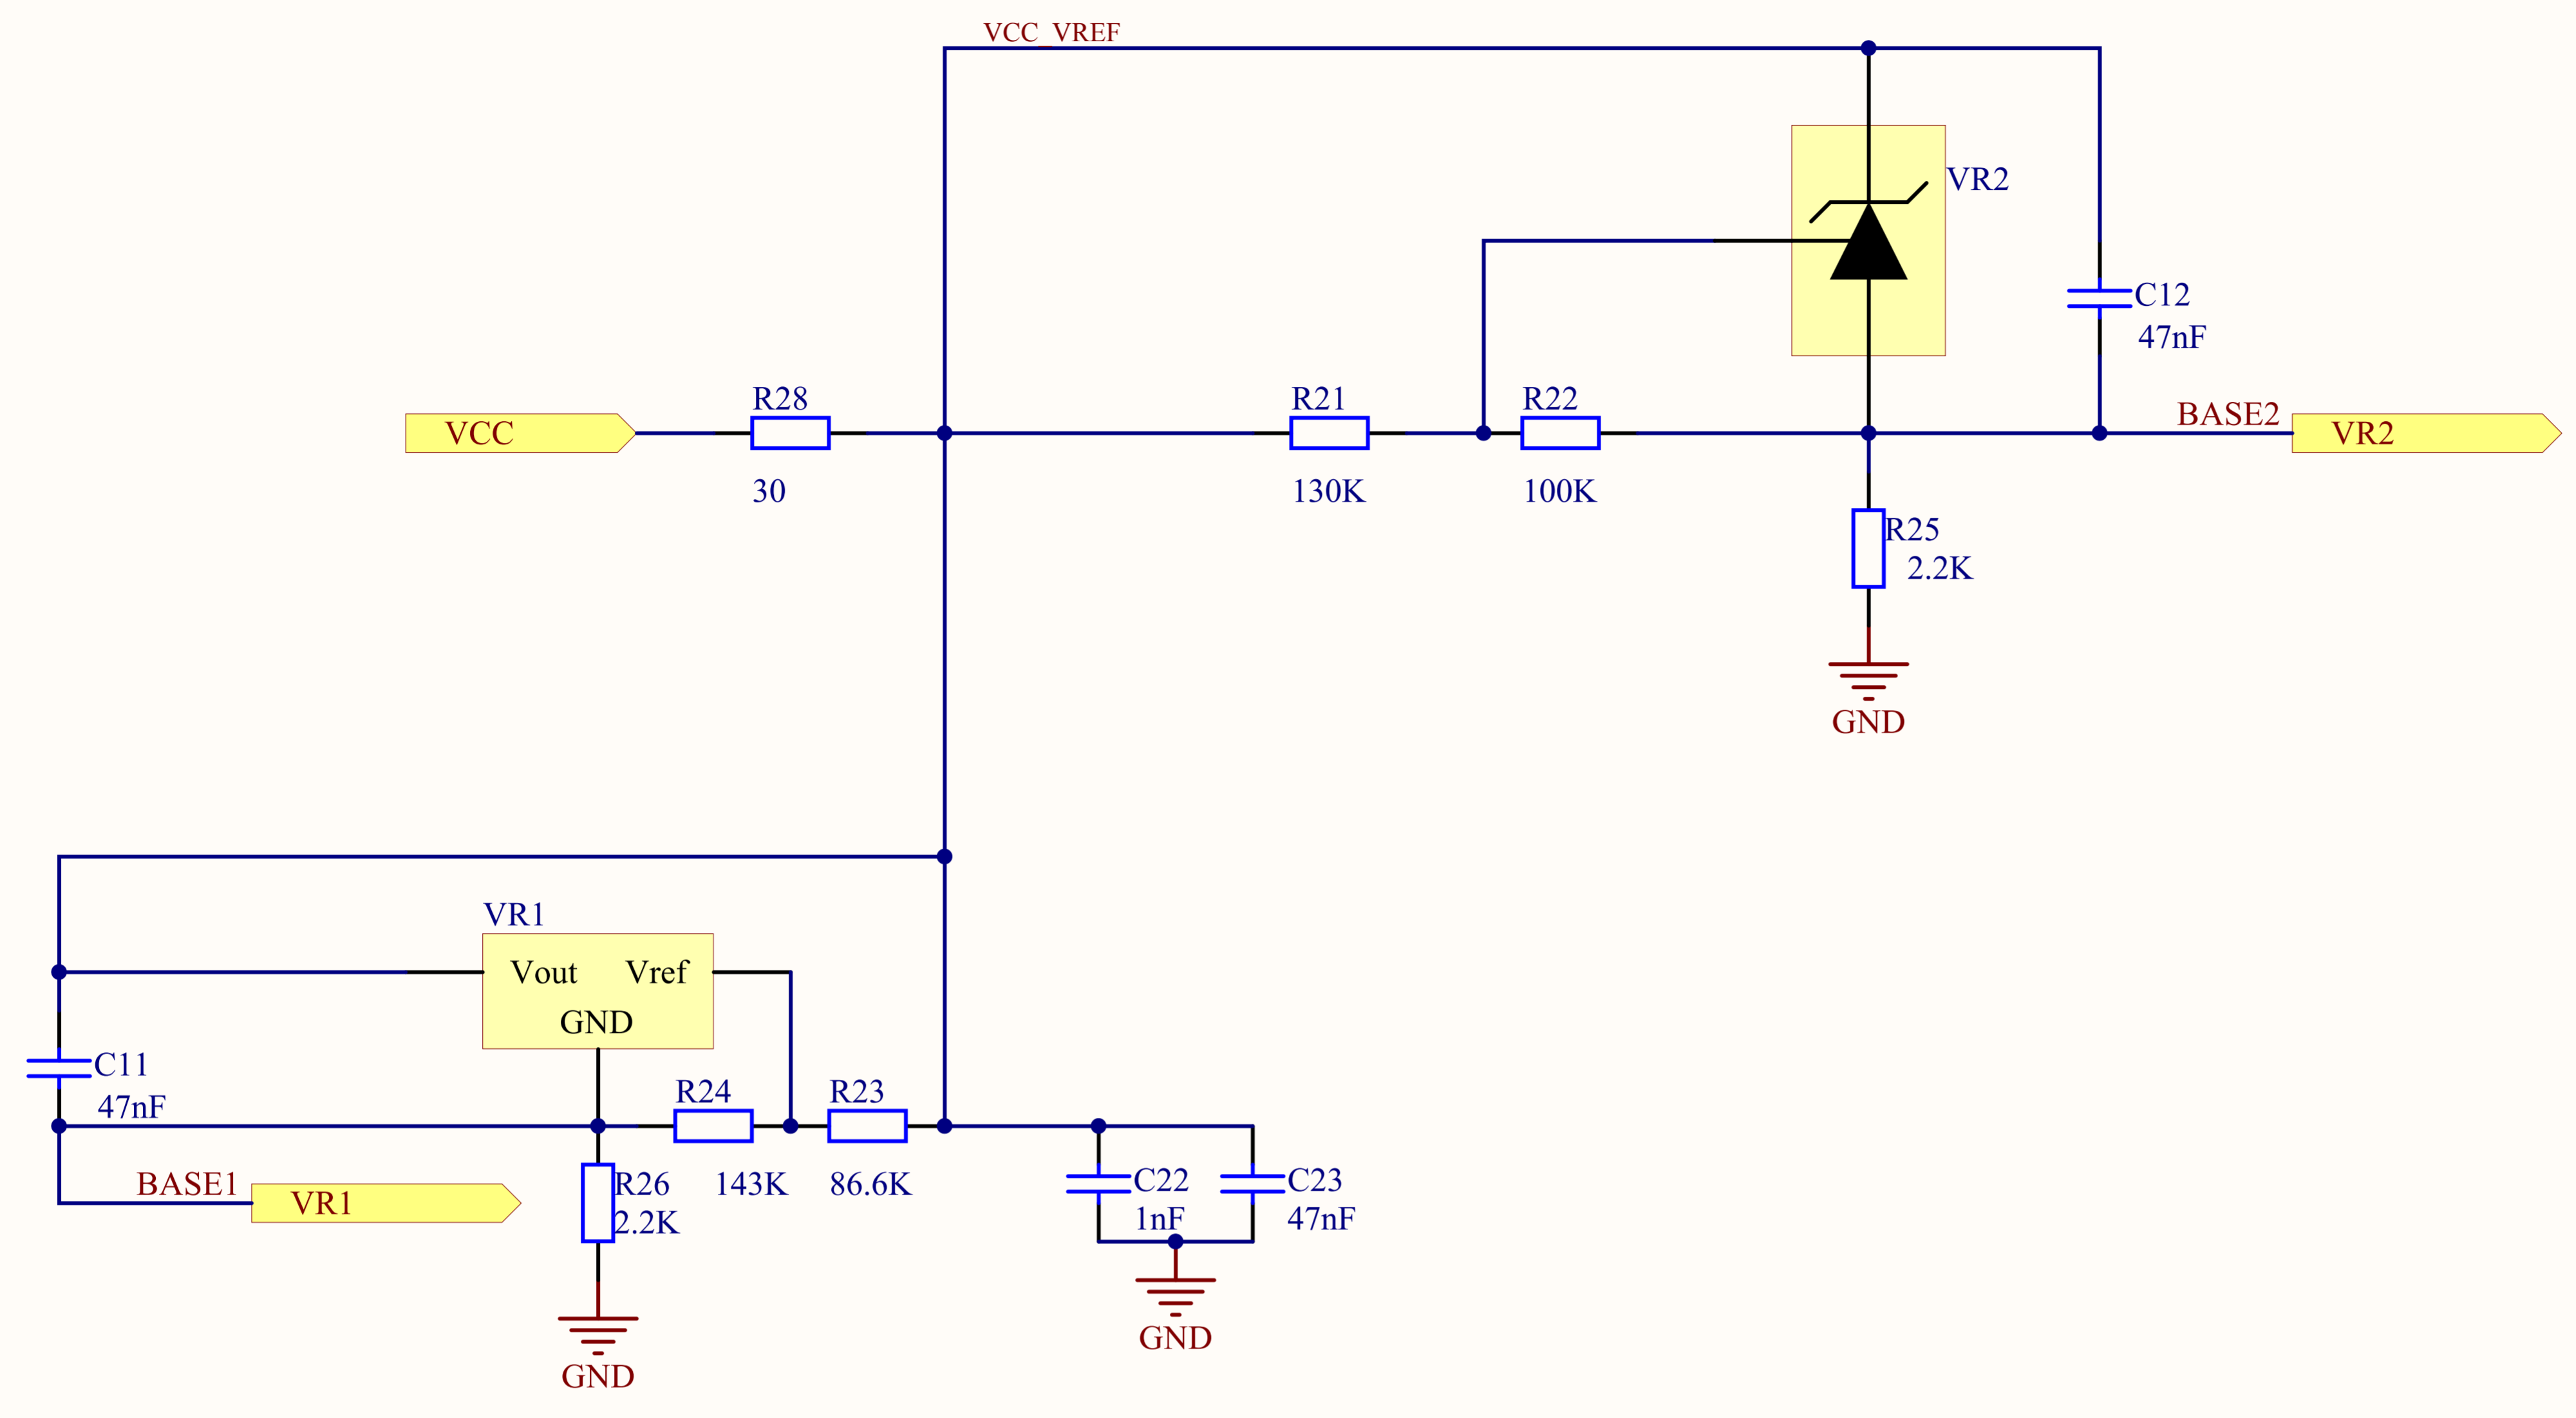 VCC_VREF
VR2
C12
47nF
R28
R21
R22
BASE2
VCC
VR2
30
130K
100K
R25
2.2K
GND
VR1
Vout Vref
GND
C11
47nF
R24
R23
BASE1
VR1
R26
2.2K
143K
86.6K
C22
1nF
C23
47nF
GND
GND